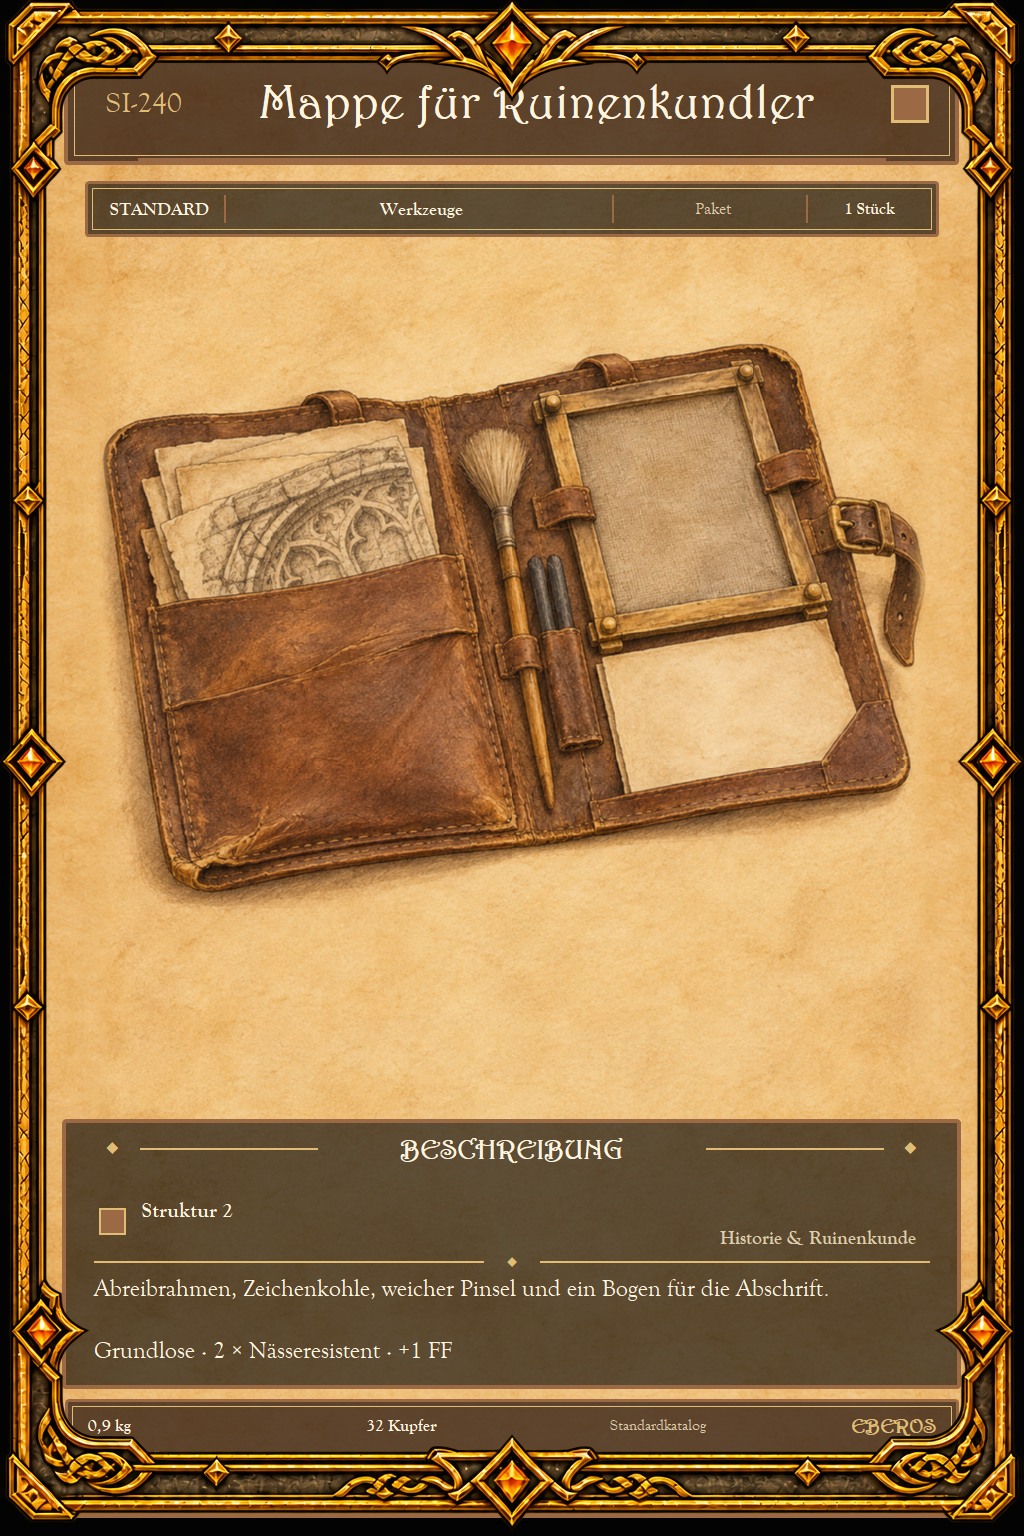 SI-240
Mappe für Ruinenkundler
STANDARD
Werkzeuge
Paket
1 Stück
BESCHREIBUNG
Struktur 2
Historie & Ruinenkunde
Abreibrahmen, Zeichenkohle, weicher Pinsel und ein Bogen für die Abschrift.
Grundlose · 2 × Nässeresistent · +1 FF
0,9 kg
32 Kupfer
Standardkatalog
EBEROS